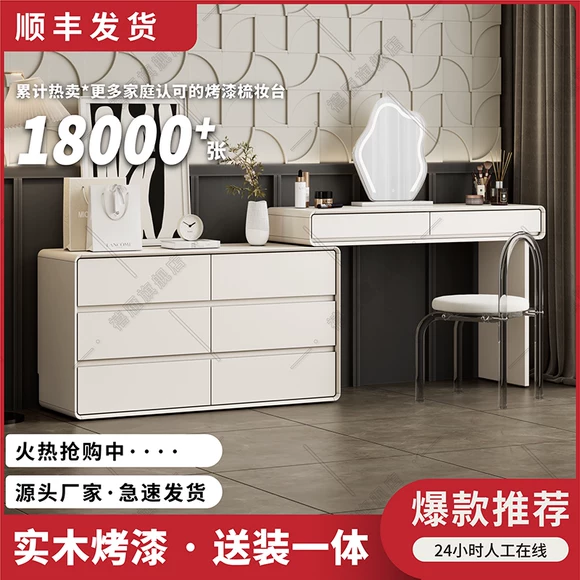 顺丰发货
累计热卖*更多家庭认可的烤漆梳妆台
18000+张
LANCOME
火热抢购中····
源头厂家·急速发货
实木烤漆·送装一体
爆款推荐
24小时人工在线